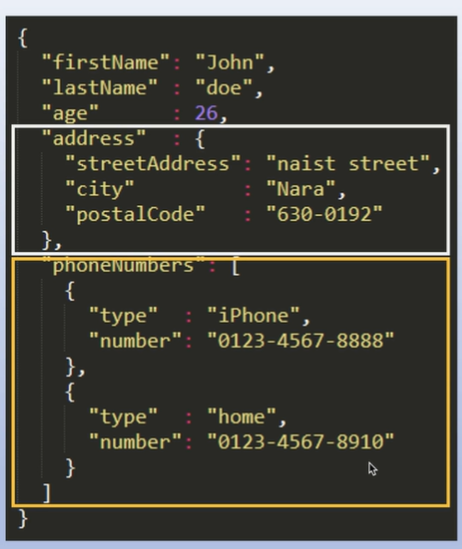 {
"firstName": "John",
"lastName" : "doe",
"age" : 26,
"address" : {
"streetAddress": "naist street",
"city" : "Nara",
"postalCode" : "630-0192"
},
"phoneNumbers": [
{
"type" : "iPhone",
"number": "0123-4567-8888"
},
{
"type" : "home",
"number": "0123-4567-8910"
}
]
}